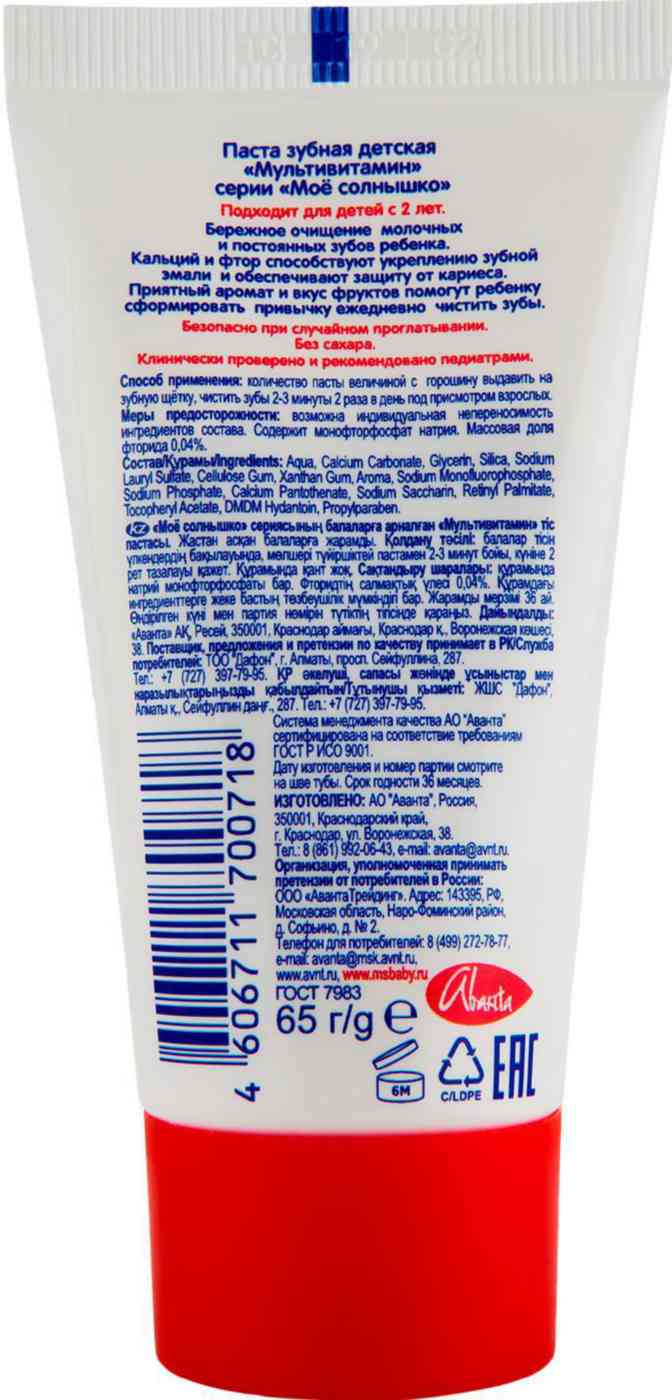 Паста зубная детская
«Мультивитамин»
серии «Моё солнышко»
Подходит для детей с 2 лет.
Бережное очищение молочных
и постоянных зубов ребенка.
Кальций и фтор способствуют укреплению зубной
эмали и обеспечивают защиту от кариеса.
Приятный аромат и вкус фруктов помогут ребенку
сформировать привычку ежедневно чистить зубы.
Безопасно при случайном проглатывании.
Без сахара.
Клинически проверено и рекомендовано педиатрами.
Способ применения: количество пасты величиной с горошину выдавить на
зубную щётку, чистить зубы 2-3 минуты 2 раза в день под присмотром взрослых.
Меры предосторожности: возможна индивидуальная непереносимость
ингредиентов состава. Содержит монофторфосфат натрия. Массовая доля
фторида 0,04%.
Состав/Құрамы/Ingredients: Aqua, Calcium Carbonate, Glycerin, Silica, Sodium
Lauryl Sulfate, Cellulose Gum, Xanthan Gum, Aroma, Sodium Monofluorophosphate,
Sodium Phosphate, Calcium Pantothenate, Sodium Saccharin, Retinyl Palmitate,
Tocopheryl Acetate, DMDM Hydantoin, Propylparaben.
KZ «Моё солнышко» сериясының балаларға арналған «Мультивитамин» тіс
пастасы. Жастан асқан балаларға жарамды. Қолдану тәсілі: балалар тісін
үлкендердің бақылауында, мөлшері түйіршіктей пастамен 2-3 минут бойы, күніне 2
рет тазалауы қажет. Құрамында қант жоқ. Сақтандыру шаралары: құрамында
натрий монофторфосфаты бар. Фторидтің салмақтық үлесі 0,04%. Құрамдағы
ингредиенттерге жеке бастың төзбеушілік мүмкіндігі бар. Жарамды мерзімі 36 ай.
Өндірілген күні мен партия нөмірін түтіктің тігісінде қараңыз. Дайындалды:
«Аванта» АҚ, Ресей, 350001, Краснодар аймағы, Краснодар қ., Воронежская көшесі,
38. Поставщик, предложения и претензии по качеству принимает в РК/Служба
потребителей: ТОО "Дафон", г. Алматы, просп. Сейфуллина, 287.
Тел.: +7 (727) 397-79-95. ҚР әкелуші, сапасы жөнінде ұсыныстар мен
наразылықтарыңызды қабылдайтын/Тұтынушы қызметі: ЖШС "Дафон",
Алматы қ., Сейфуллин даңғ., 287. Тел.: +7 (727) 397-79-95.
Система менеджмента качества АО "Аванта"
сертифицирована на соответствие требованиям
ГОСТ Р ИСО 9001.
Дату изготовления и номер партии смотрите
на шве тубы. Срок годности 36 месяцев.
ИЗГОТОВЛЕНО: АО "Аванта", Россия,
350001, Краснодарский край,
г. Краснодар, ул. Воронежская, 38.
Тел.: 8 (861) 992-06-43, e-mail: avanta@avnt.ru.
Организация, уполномоченная принимать
претензии от потребителей в России:
ООО «АвантаТрейдинг». Адрес: 143395, РФ,
Московская область, Наро-Фоминский район,
д. Софьино, д. № 2.
Телефон для потребителей: 8 (499) 272-78-77,
e-mail: avanta@msk.avnt.ru,
www.avnt.ru, www.msbaby.ru
ГОСТ 7983
65 г/g e
Avanta
6M
C/LDPE
EAC
4 606711 700718